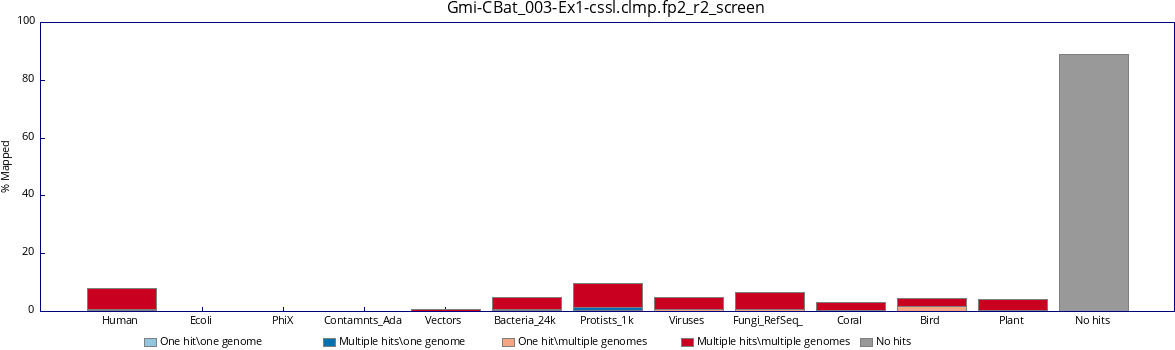 Gmi-CBat_003-Ex1-cssl.clmp.fp2_r2_screen
100
80
60
40
20
0
% Mapped
Human Ecoli PhiX Contamnts_Ada Vectors Bacteria_24k Protists_1k Viruses Fungi_RefSeq_ Coral Bird Plant No hits
One hit\one genome Multiple hits\one genome One hit\multiple genomes Multiple hits\multiple genomes No hits